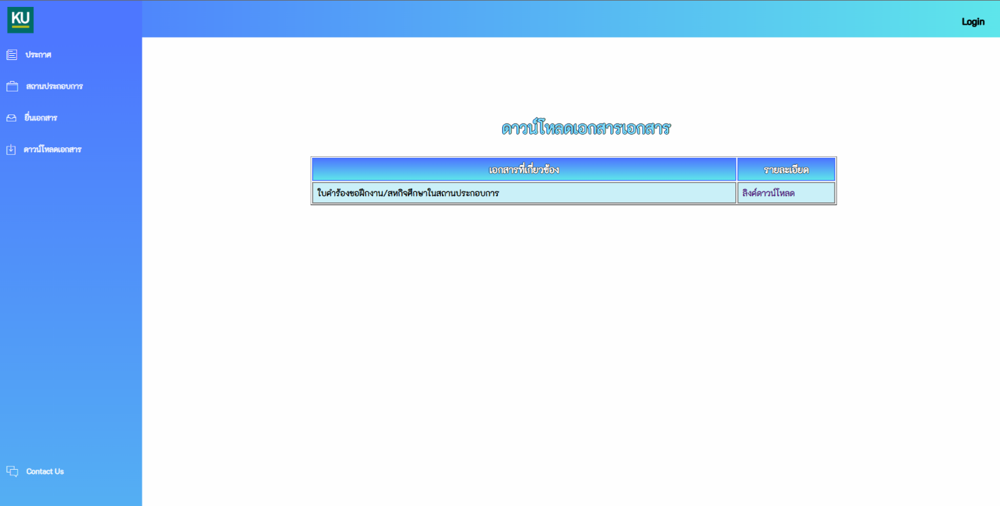 KU
Login
ประกาศ
สถานประกอบการ
ยื่นเอกสาร
ดาวน์โหลดเอกสาร
ดาวน์โหลดเอกสารเอกสาร
เอกสารที่เกี่ยวข้อง รายละเอียด
ใบคำร้องขอฝึกงาน/สหกิจศึกษาในสถานประกอบการ ลิงค์ดาวน์โหลด
Contact Us